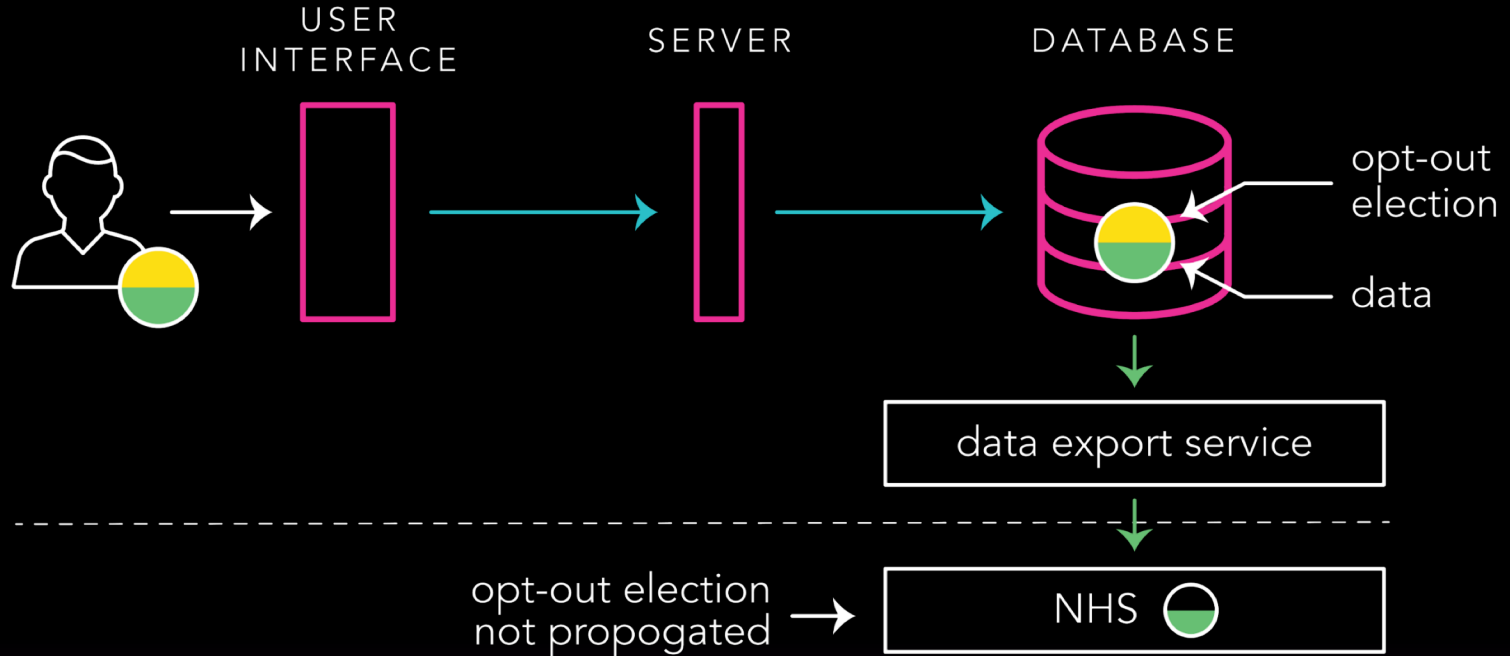 USER
INTERFACE
SERVER
DATABASE
opt-out
election
data
data export service
opt-out election
not propogated
NHS